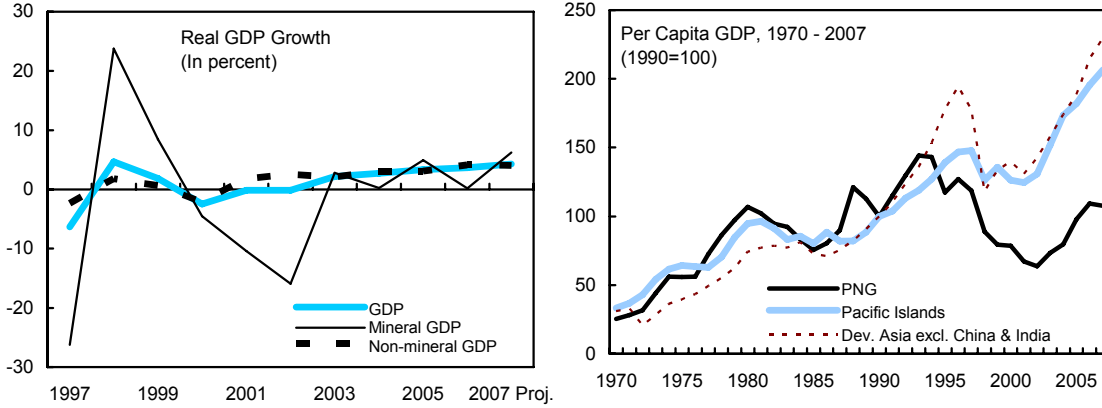 Real GDP Growth
(In percent)
30
20
10
0
-10
-20
-30
GDP
Mineral GDP
Non-mineral GDP
1997 1999 2001 2003 2005 2007 Proj.
Per Capita GDP, 1970 - 2007
(1990=100)
250
200
150
100
50
0
PNG
Pacific Islands
Dev. Asia excl. China & India
1970 1975 1980 1985 1990 1995 2000 2005